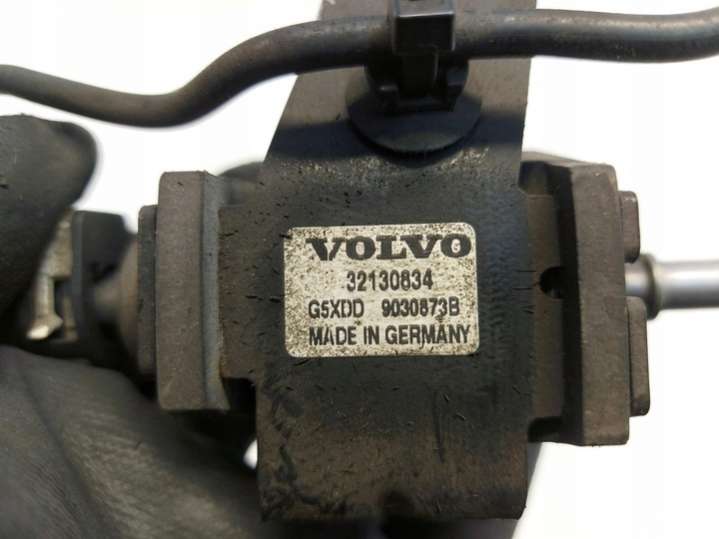 VOLVO
32130834
G5XDD 9030873B
MADE IN GERMANY